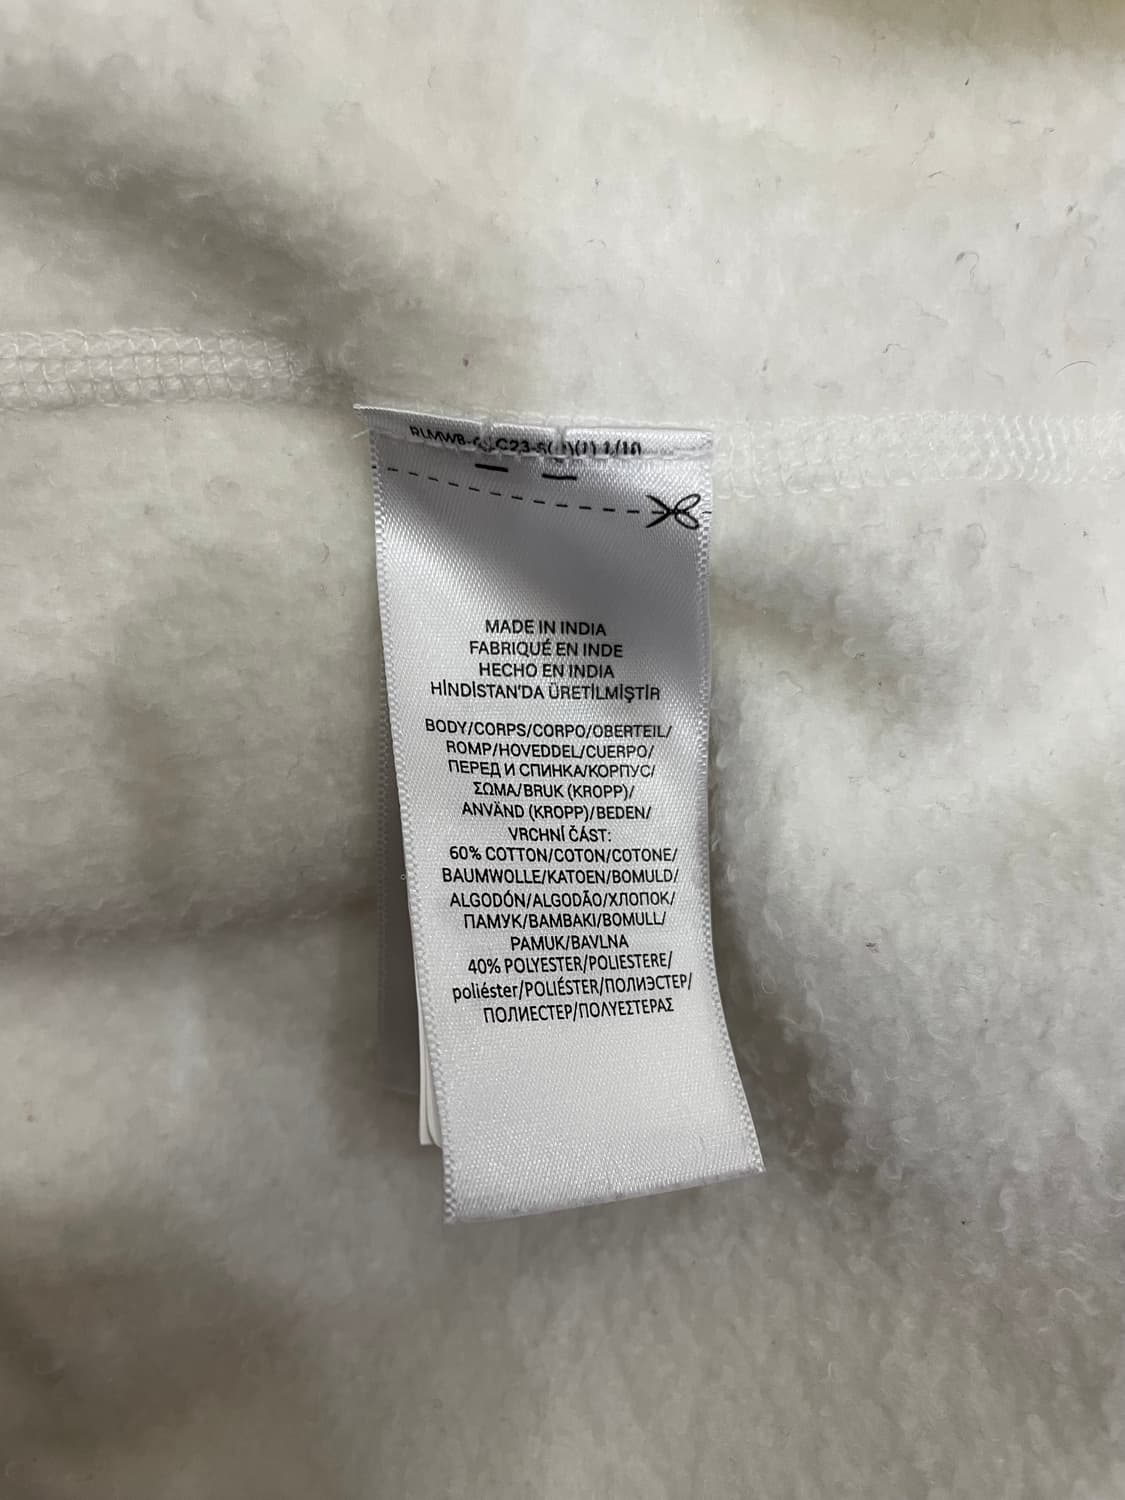 MADE IN INDIA
FABRIQUÉ EN INDE
HECHO EN INDIA
HİNDİSTAN'DA ÜRETİLMİŞTİR
BODY/CORPS/CORPO/OBERTEIL/
ROMP/HOVEDDEL/CUERPO/
ПЕРЕД И СПИНКА/КОРПУС/
ΣΩΜΑ/BRUK (KROPP)/
ANVÄND (KROPP)/BEDEN/
VRCHNÍ ČÁST:
60% COTTON/COTON/COTONE/
BAUMWOLLE/KATOEN/BOMULD/
ALGODÓN/ALGODÃO/ХЛОПОК/
ПАМУК/ΒΑΜΒΑΚΙ/BOMULL/
PAMUK/BAVLNA
40% POLYESTER/POLIESTERE/
poliéster/POLIÉSTER/ПОЛИЭСТЕР/
ПОЛИЕСТЕР/ΠΟΛΥΕΣΤΕΡΑΣ